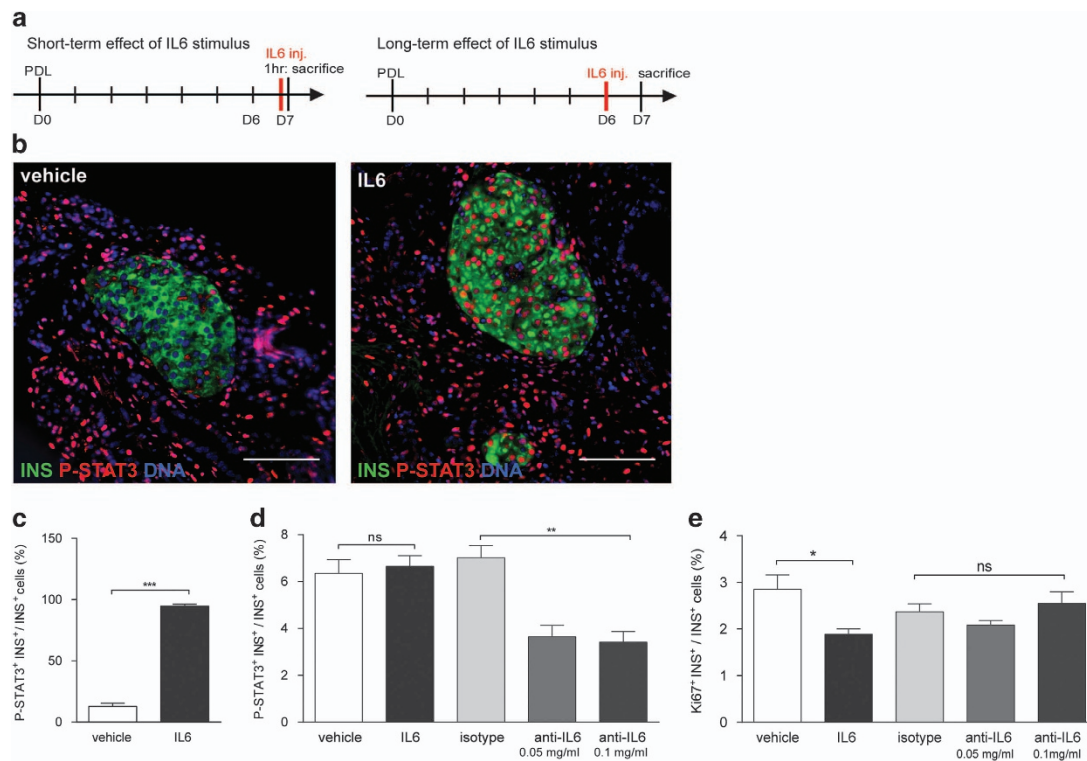 a
Short-term effect of IL6 stimulus
PDL
IL6 inj.
1hr: sacrifice
D0
D6
D7
Long-term effect of IL6 stimulus
PDL
IL6 inj.
sacrifice
D0
D6
D7
b
vehicle
INS P-STAT3 DNA
IL6
INS P-STAT3 DNA
c
P-STAT3+ INS+ / INS+ cells (%)
150
100
50
0
***
vehicle
IL6
d
P-STAT3+ INS+ / INS+ cells (%)
8
6
4
2
0
ns
**
vehicle
IL6
isotype
anti-IL6
0.05 mg/ml
anti-IL6
0.1 mg/ml
e
Ki67+ INS+ / INS+ cells (%)
4
3
2
1
0
*
ns
vehicle
IL6
isotype
anti-IL6
0.05 mg/ml
anti-IL6
0.1mg/ml